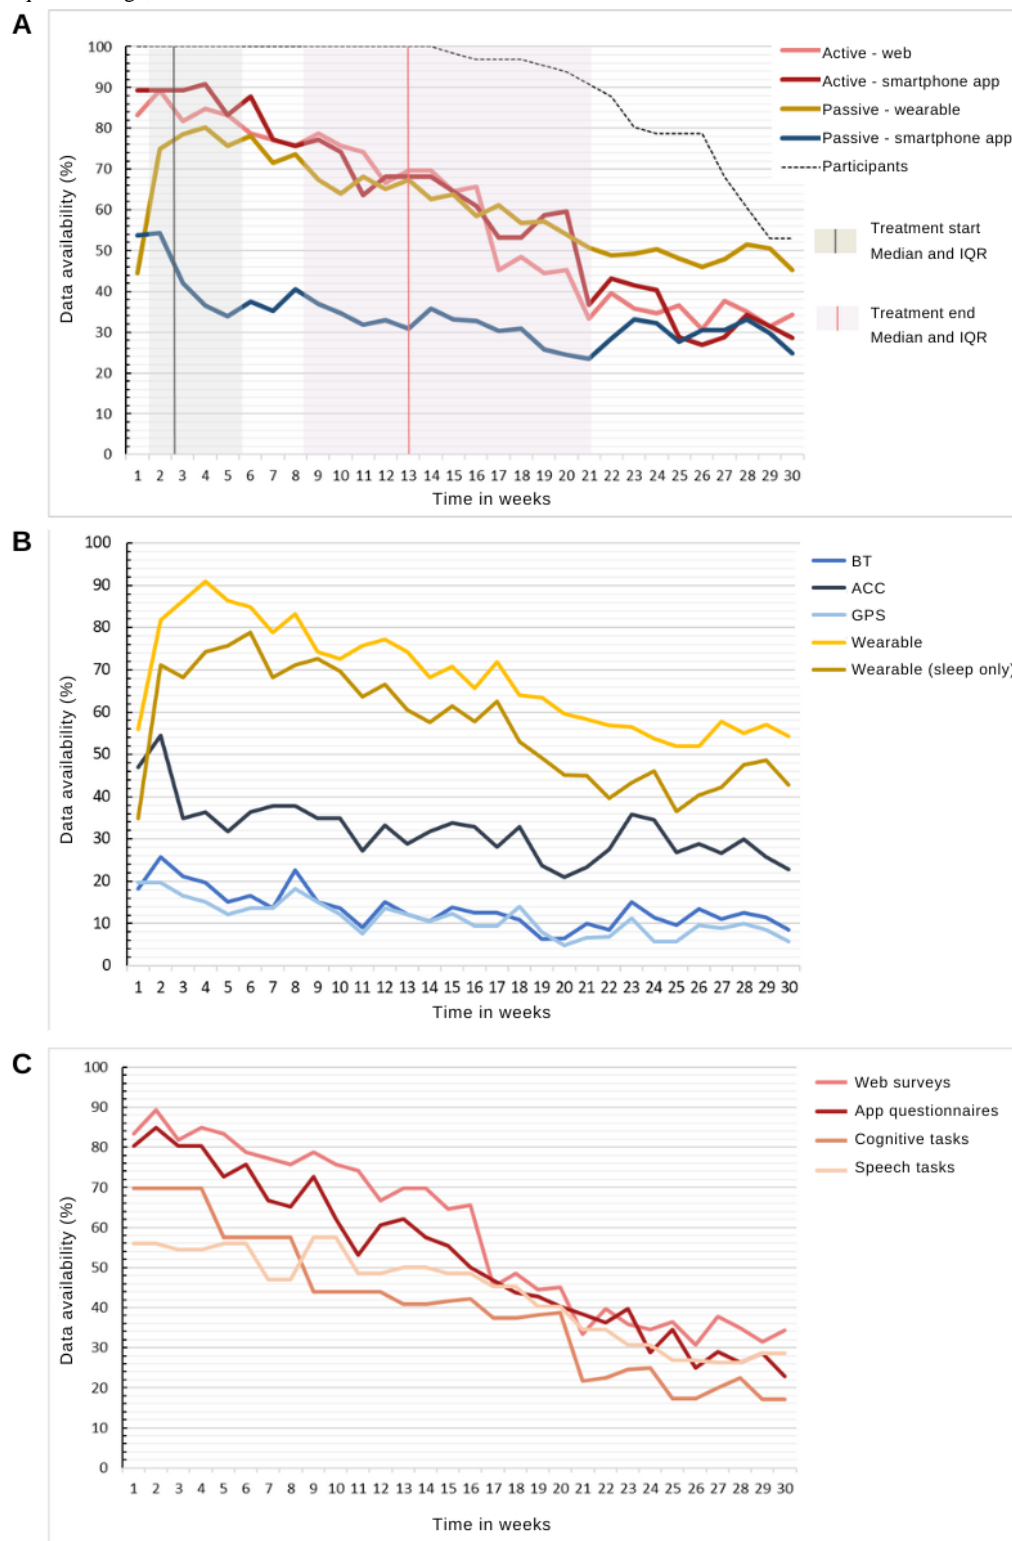 A
100
90
80
70
60
50
40
30
20
10
0
Data availability (%)
1 2 3 4 5 6 7 8 9 10 11 12 13 14 15 16 17 18 19 20 21 22 23 24 25 26 27 28 29 30
Time in weeks
Active - web
Active - smartphone app
Passive - wearable
Passive - smartphone app
Participants
Treatment start
Median and IQR
Treatment end
Median and IQR
B
100
90
80
70
60
50
40
30
20
10
0
Data availability (%)
1 2 3 4 5 6 7 8 9 10 11 12 13 14 15 16 17 18 19 20 21 22 23 24 25 26 27 28 29 30
Time in weeks
BT
ACC
GPS
Wearable
Wearable (sleep only)
C
100
90
80
70
60
50
40
30
20
10
0
Data availability (%)
1 2 3 4 5 6 7 8 9 10 11 12 13 14 15 16 17 18 19 20 21 22 23 24 25 26 27 28 29 30
Time in weeks
Web surveys
App questionnaires
Cognitive tasks
Speech tasks